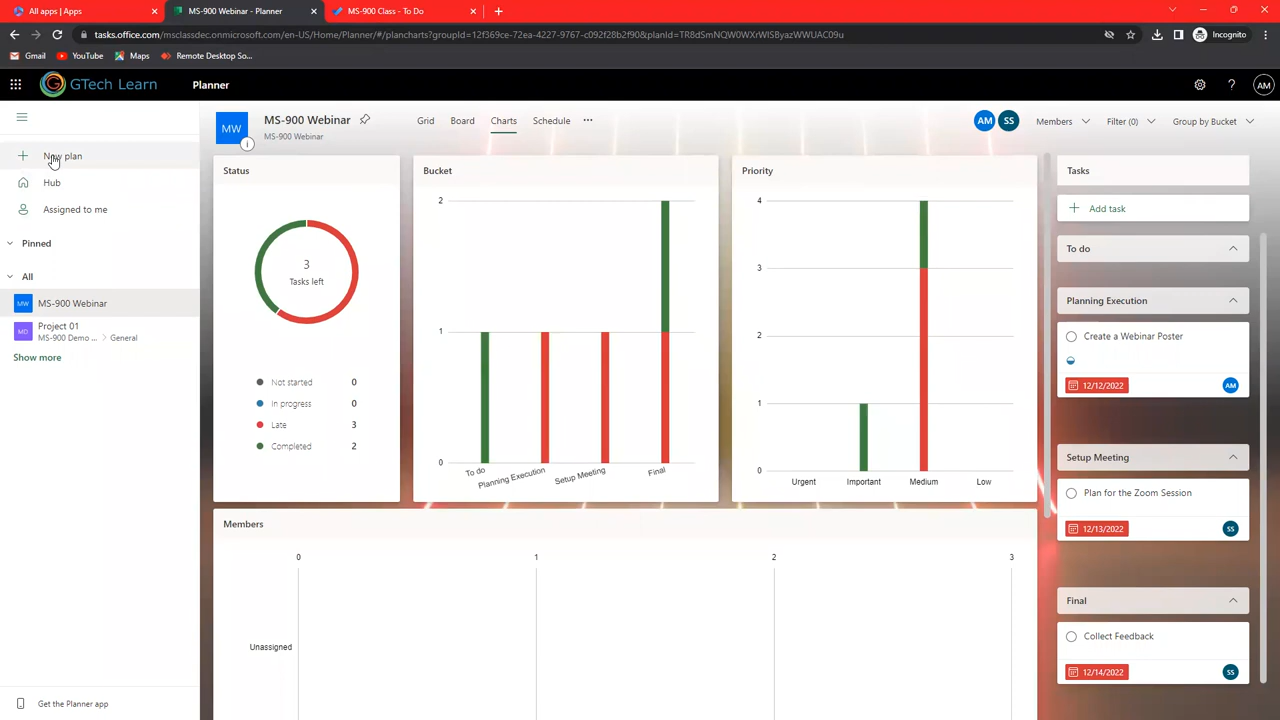 All apps | Apps
MS-900 Webinar - Planner
MS-900 Class - To Do
tasks.office.com/msclassdec.onmicrosoft.com/en-US/Home/Planner/#/plancharts?groupId=12f369ce-72ea-4227-9767-c092f28b2f90&planId=TR8dSmNQW0WXrWISByazWWUAC09u
Incognito
Gmail
YouTube
Maps
Remote Desktop So...
GTech Learn
Planner
AM
New plan
Hub
Assigned to me
Pinned
All
MW
MS-900 Webinar
MD
Project 01
MS-900 Demo ... > General
Show more
Get the Planner app
MW
MS-900 Webinar
MS-900 Webinar
Grid
Board
Charts
Schedule
AM
SS
Members
Filter (0)
Group by Bucket
Status
3
Tasks left
Not started 0
In progress 0
Late 3
Completed 2
Bucket
2
1
0
To do
Planning Execution
Setup Meeting
Final
Priority
4
3
2
1
0
Urgent
Important
Medium
Low
Members
0
1
2
3
Unassigned
Tasks
Add task
To do
Planning Execution
Create a Webinar Poster
12/12/2022
AM
Setup Meeting
Plan for the Zoom Session
12/13/2022
SS
Final
Collect Feedback
12/14/2022
SS